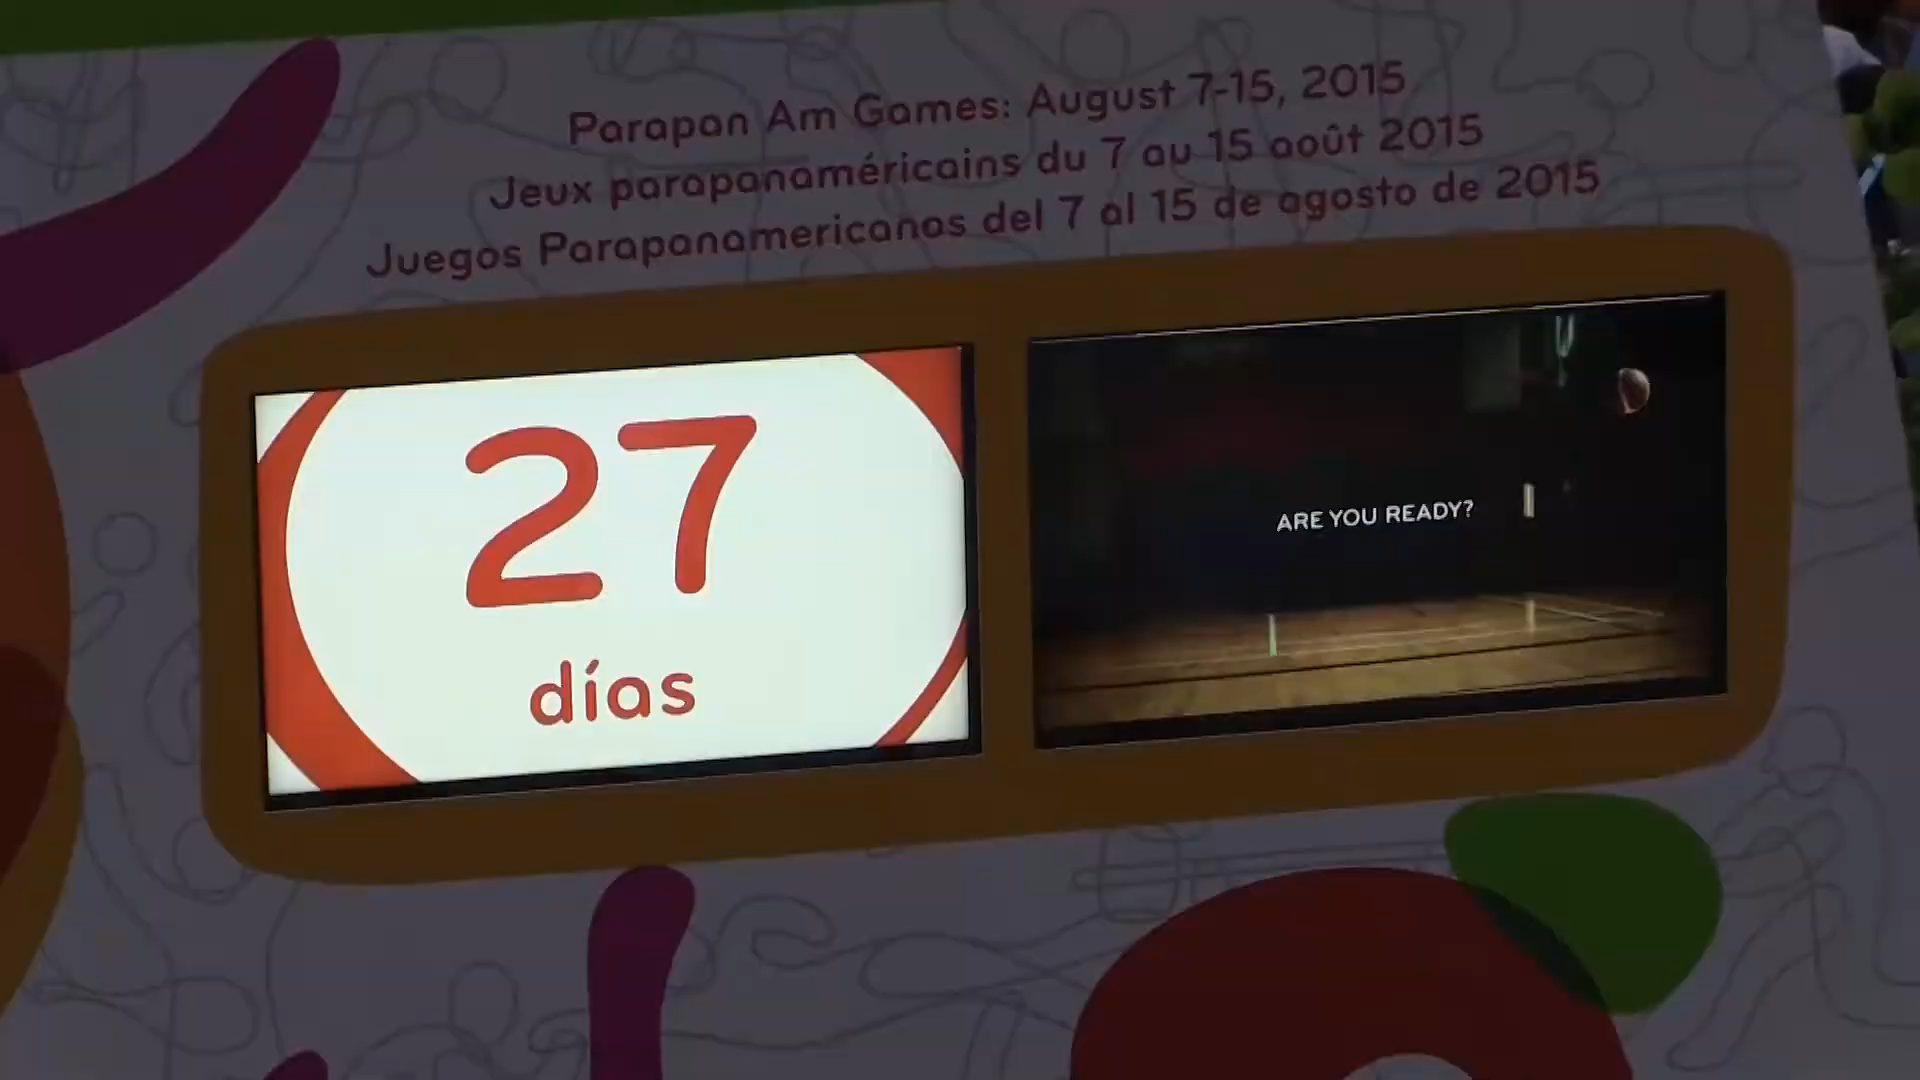 Parapan Am Games: August 7-15, 2015
Jeux parapanaméricains du 7 au 15 août 2015
Juegos Parapanamericanos del 7 al 15 de agosto de 2015
27
días
ARE YOU READY?